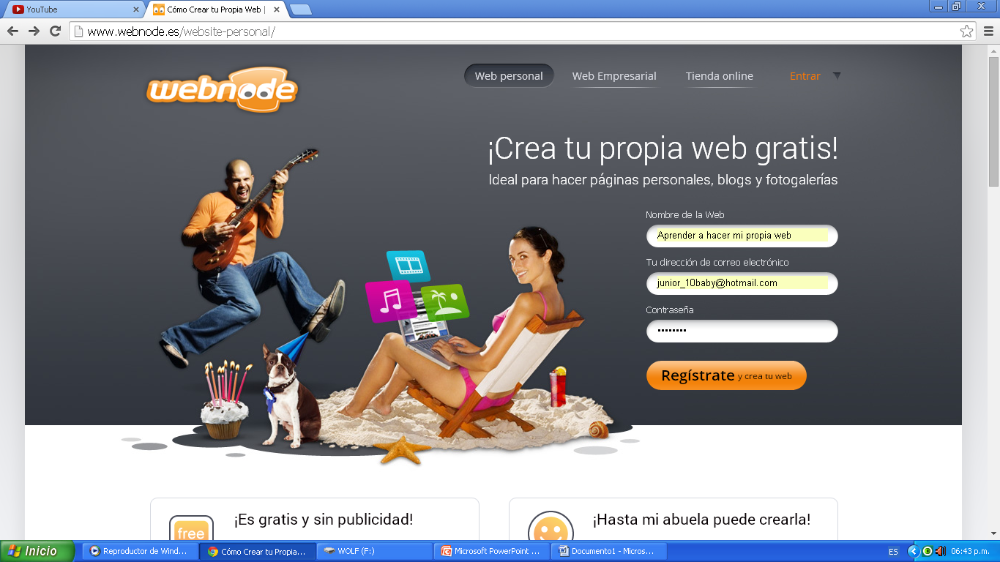 YouTube
Cómo Crear tu Propia Web |
www.webnode.es/website-personal/
webnode
Web personal
Web Empresarial
Tienda online
Entrar
¡Crea tu propia web gratis!
Ideal para hacer páginas personales, blogs y fotogalerías
Nombre de la Web
Aprender a hacer mi propia web
Tu dirección de correo electrónico
junior_10baby@hotmail.com
Contraseña
••••••••
Regístrate y crea tu web
free
¡Es gratis y sin publicidad!
¡Hasta mi abuela puede crearla!
Inicio
Reproductor de Wind...
Cómo Crear tu Propia...
WOLF (F:)
Microsoft PowerPoint ...
Documento1 - Micros...
ES
06:43 p.m.